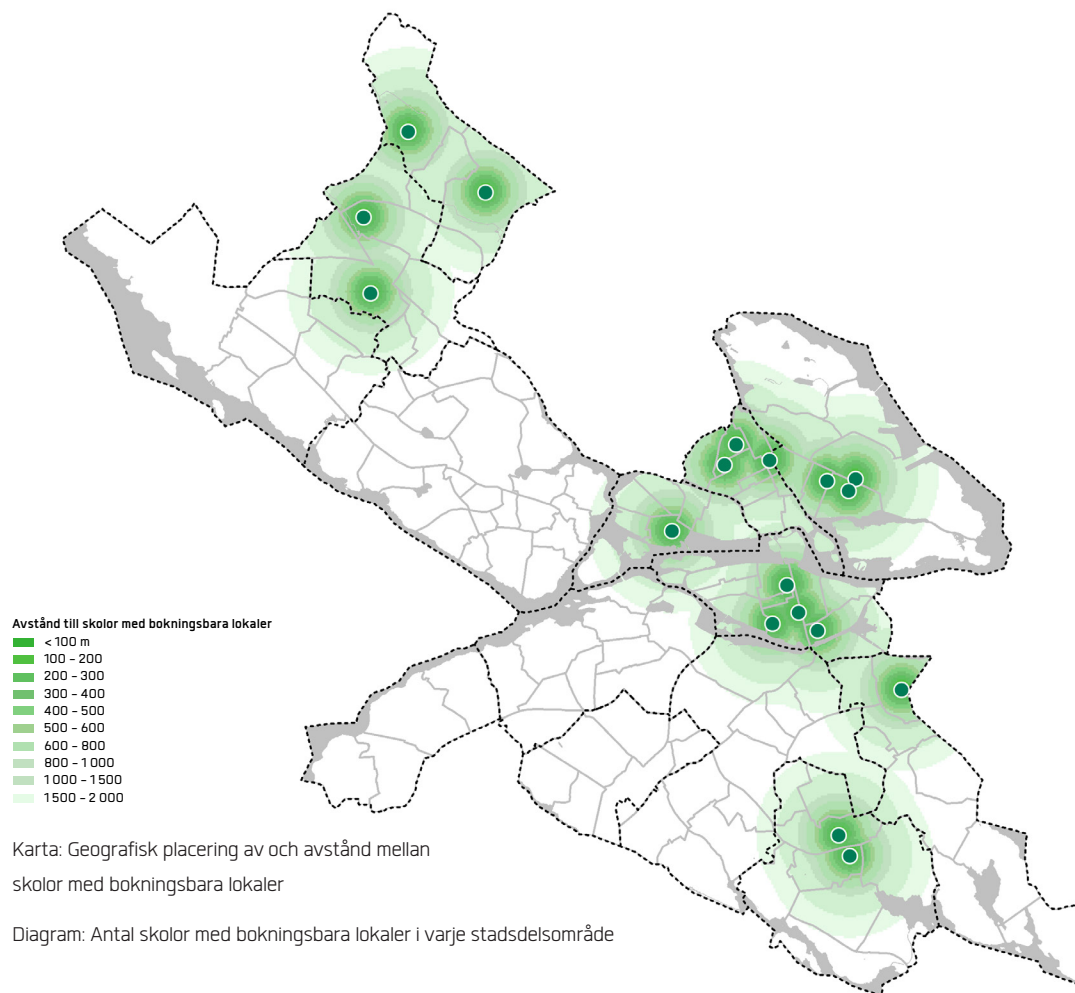 Avstånd till skolor med bokningsbara lokaler
< 100 m
100 – 200
200 – 300
300 – 400
400 – 500
500 – 600
600 – 800
800 – 1 000
1 000 – 1 500
1 500 – 2 000
Karta: Geografisk placering av och avstånd mellan
skolor med bokningsbara lokaler
Diagram: Antal skolor med bokningsbara lokaler i varje stadsdelsområde